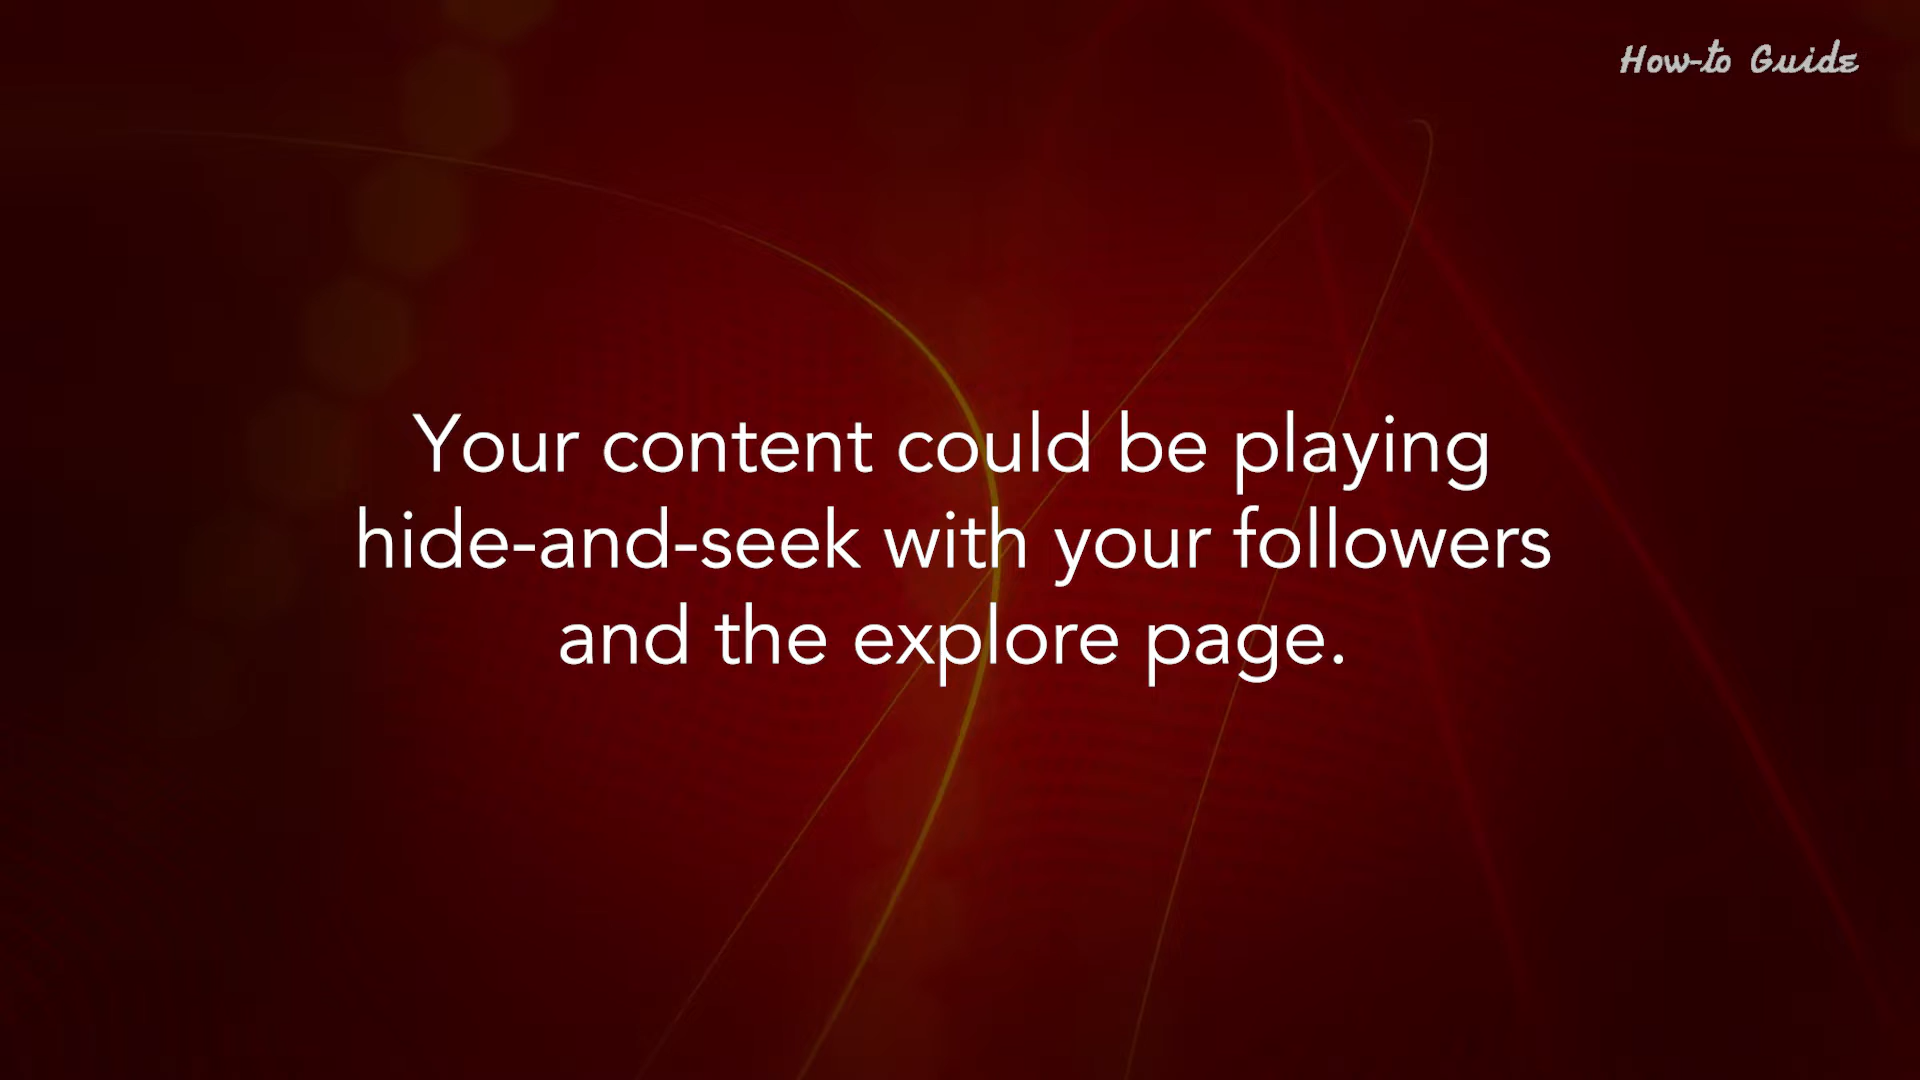 How-to Guide
Your content could be playing
hide-and-seek with your followers
and the explore page.